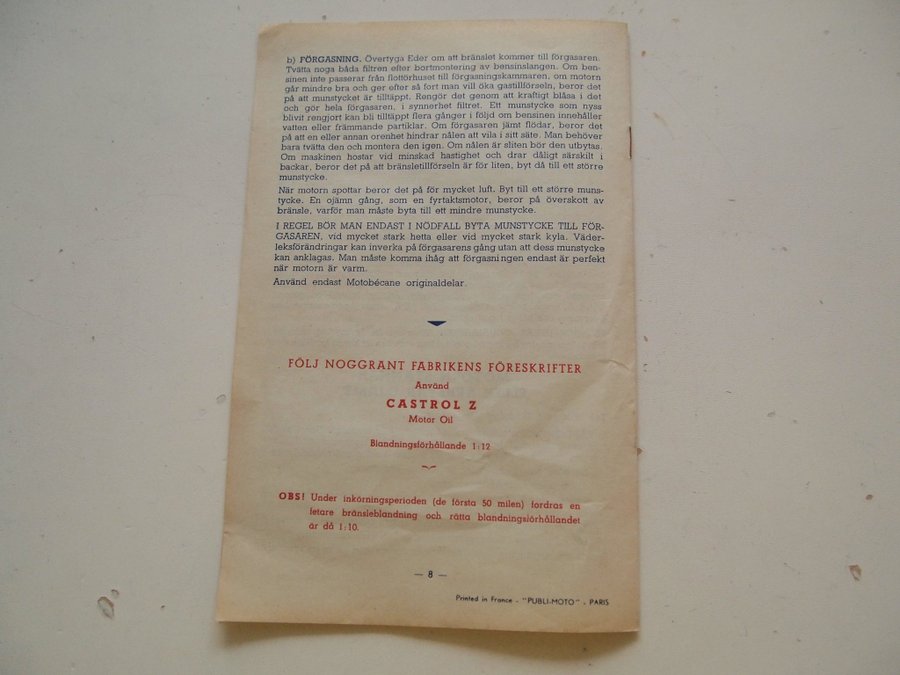 b) FÖRGASNING. Övertyga Eder om att bränslet kommer till förgasaren.
Tvätta noga båda filtren efter bortmontering av bensinslangen. Om ben-
sinen inte passerar från flottörhuset till förgasningskammaren, om motorn
går mindre bra och ger efter så fort man vill öka gastillförseln, beror det
på att munstycket är tilltäppt. Rengör det genom att kraftigt blåsa i det
och gör hela förgasaren, i synnerhet filtret. Ett munstycke som nyss
blivit rengjort kan bli tilltäppt flera gånger i följd om bensinen innehåller
vatten eller främmande partiklar. Om förgasaren jämt flödar, beror det
på att en eller annan orenhet hindrar nålen att vila i sitt säte. Man behöver
bara tvätta den och montera den igen. Om nålen är sliten bör den utbytas.
Om maskinen hostar vid minskad hastighet och drar dåligt särskilt i
backar, beror det på att bränsletillförseln är för liten, byt då till ett större
munstycke.
När motorn spottar beror det på för mycket luft. Byt till ett större muns-
tycke. En ojämn gång, som en fyrtaktsmotor, beror på överskott av
bränsle, varför man måste byta till ett mindre munstycke.
I REGEL BÖR MAN ENDAST I NÖDFALL BYTA MUNSTYCKE TILL FÖR-
GASAREN, vid mycket stark hetta eller vid mycket stark kyla. Väder-
leksförändringar kan inverka på förgasarens gång utan att dess munstycke
kan anklagas. Man måste komma ihåg att förgasningen endast är perfekt
när motorn är varm.
Använd endast Motobécane originaldelar.
FÖLJ NOGGRANT FABRIKENS FÖRESKRIFTER
Använd
CASTROL Z
Motor Oil
Blandningsförhållande 1:12
OBS! Under inkörningsperioden (de första 50 milen) fordras en
fetare bränsleblandning och rätta blandningsförhållandet
är då 1:10.
— 8 —
Printed in France - "PUBLI-MOTO" - PARIS